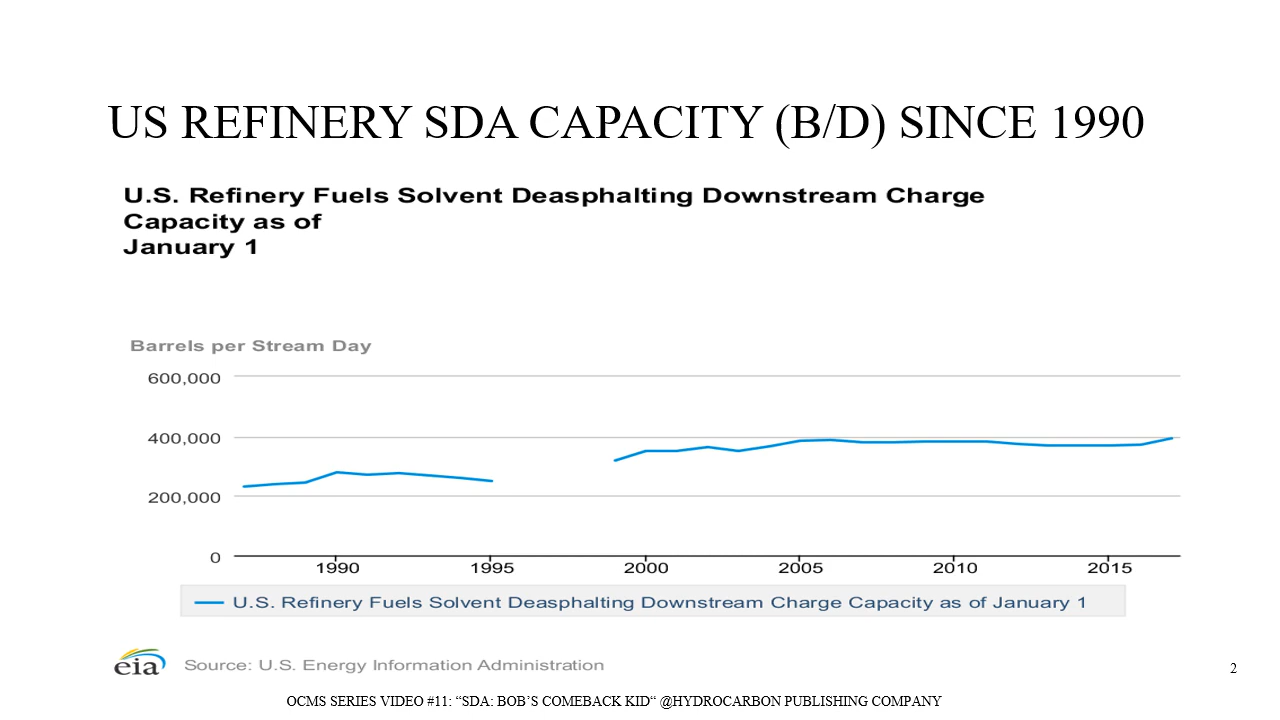 US REFINERY SDA CAPACITY (B/D) SINCE 1990
U.S. Refinery Fuels Solvent Deasphalting Downstream Charge
Capacity as of
January 1
Barrels per Stream Day
600,000
400,000
200,000
0
1990 1995 2000 2005 2010 2015
U.S. Refinery Fuels Solvent Deasphalting Downstream Charge Capacity as of January 1
eia Source: U.S. Energy Information Administration
2
OCMS SERIES VIDEO #11: “SDA: BOB’S COMEBACK KID“ @HYDROCARBON PUBLISHING COMPANY